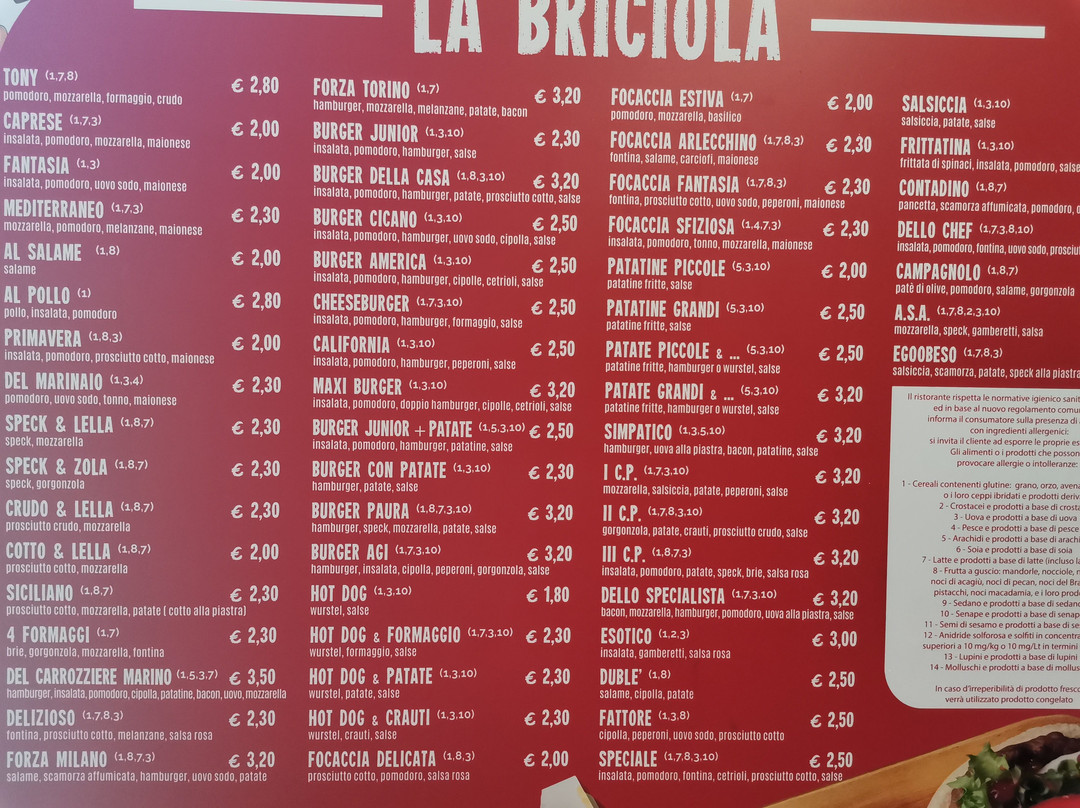 LA BRICIOLA
TONY (1,7,8) € 2,80
pomodoro, mozzarella, formaggio, crudo
CAPRESE (1,7,3) € 2,00
insalata, pomodoro, mozzarella, maionese
FANTASIA (1,3) € 2,00
insalata, pomodoro, uovo sodo, maionese
MEDITERRANEO (1,7,3) € 2,30
mozzarella, pomodoro, melanzane, maionese
AL SALAME (1,8) € 2,00
salame
AL POLLO (1) € 2,80
pollo, insalata, pomodoro
PRIMAVERA (1,8,3) € 2,00
insalata, pomodoro, prosciutto cotto, maionese
DEL MARINAIO (1,3,4) € 2,30
pomodoro, uovo sodo, tonno, maionese
SPECK & LELLA (1,8,7) € 2,30
speck, mozzarella
SPECK & ZOLA (1,8,7) € 2,30
speck, gorgonzola
CRUDO & LELLA (1,8,7) € 2,30
prosciutto crudo, mozzarella
COTTO & LELLA (1,8,7) € 2,00
prosciutto cotto, mozzarella
SICILIANO (1,8,7) € 2,30
prosciutto cotto, mozzarella, patate ( cotto alla piastra)
4 FORMAGGI (1,7) € 2,30
brie, gorgonzola, mozzarella, fontina
DEL CARROZZIERE MARINO (1,5,3,7) € 3,50
hamburger, insalata, pomodoro, cipolla, patatine, bacon, uovo, mozzarella
DELIZIOSO (1,7,8,3) € 2,30
fontina, prosciutto cotto, melanzane, salsa rosa
FORZA MILANO (1,8,7,3) € 3,20
salame, scamorza affumicata, hamburger, uovo sodo, patate
FORZA TORINO (1,7) € 3,20
hamburger, mozzarella, melanzane, patate, bacon
BURGER JUNIOR (1,3,10) € 2,30
insalata, pomodoro, hamburger, salse
BURGER DELLA CASA (1,8,3,10) € 3,20
insalata, pomodoro, hamburger, patate, prosciutto cotto, salse
BURGER CICANO (1,3,10) € 2,50
insalata, pomodoro, hamburger, uovo sodo, cipolla, salse
BURGER AMERICA (1,3,10) € 2,50
insalata, pomodoro, hamburger, cipolle, cetrioli, salse
CHEESEBURGER (1,7,3,10) € 2,50
insalata, pomodoro, hamburger, formaggio, salse
CALIFORNIA (1,3,10) € 2,50
insalata, pomodoro, hamburger, peperoni, salse
MAXI BURGER (1,3,10) € 3,20
insalata, pomodoro, doppio hamburger, cipolle, cetrioli, salse
BURGER JUNIOR + PATATE (1,5,3,10) € 2,50
insalata, pomodoro, hamburger, patatine, salse
BURGER CON PATATE (1,3,10) € 2,30
hamburger, patate, salse
BURGER PAURA (1,8,7,3,10) € 3,20
hamburger, speck, mozzarella, patate, salse
BURGER AGI (1,7,3,10) € 3,20
hamburger, insalata, cipolla, peperoni, gorgonzola, salse
HOT DOG (1,3,10) € 1,80
wurstel, salse
HOT DOG & FORMAGGIO (1,7,3,10) € 2,30
wurstel, formaggio, salse
HOT DOG & PATATE (1,3,10) € 2,30
wurstel, patate, salse
HOT DOG & CRAUTI (1,3,10) € 2,30
wurstel, crauti, salse
FOCACCIA DELICATA (1,8,3) € 2,00
prosciutto cotto, pomodoro, salsa rosa
FOCACCIA ESTIVA (1,7) € 2,00
pomodoro, mozzarella, basilico
FOCACCIA ARLECCHINO (1,7,8,3) € 2,30
fontina, salame, carciofi, maionese
FOCACCIA FANTASIA (1,7,8,3) € 2,30
fontina, prosciutto cotto, uovo sodo, peperoni, maionese
FOCACCIA SFIZIOSA (1,4,7,3) € 2,30
insalata, pomodoro, tonno, mozzarella, maionese
PATATINE PICCOLE (5,3,10) € 2,00
patatine fritte, salse
PATATINE GRANDI (5,3,10) € 2,50
patatine fritte, salse
PATATE PICCOLE & ... (5,3,10) € 2,50
patatine fritte, hamburger o wurstel, salse
PATATE GRANDI & ... (5,3,10) € 3,20
patatine fritte, hamburger o wurstel, salse
SIMPATICO (1,3,5,10) € 3,20
hamburger, uova alla piastra, bacon, patatine, salse
I C.P. (1,7,3,10) € 3,20
mozzarella, salsiccia, patate, peperoni, salse
II C.P. (1,7,8,3,10) € 3,20
gorgonzola, patate, crauti, prosciutto crudo, salse
III C.P. (1,8,7,3) € 3,20
insalata, pomodoro, patate, speck, brie, salsa rosa
DELLO SPECIALISTA (1,7,3,10) € 3,20
bacon, mozzarella, hamburger, pomodoro, uova alla piastra, salse
ESOTICO (1,2,3) € 3,00
insalata, gamberetti, salsa rosa
DUBLE' (1,8) € 2,50
salame, cipolla, patate
FATTORE (1,3,8) € 2,50
cipolla, peperoni, uovo sodo, prosciutto cotto
SPECIALE (1,7,8,3,10) € 2,50
insalata, pomodoro, fontina, cetrioli, prosciutto cotto, salse
SALSICCIA (1,3,10)
salsiccia, patate, salse
FRITTATINA (1,3,10)
frittata di spinaci, insalata, pomodoro, salse
CONTADINO (1,8,7)
pancetta, scamorza affumicata, pomodoro,
DELLO CHEF (1,7,3,8,10)
insalata, pomodoro, fontina, uovo sodo,
CAMPAGNOLO (1,8,7)
patè di olive, pomodoro, salame, gorgonzola
A.S.A. (1,7,8,2,3,10)
mozzarella, speck, gamberetti, salsa
EGOOBESO (1,7,8,3)
salsiccia, scamorza, patate, speck alla piastra
Il ristorante rispetta le normative igienico
ed in base al nuovo regolamento
informa il consumatore sulla presenza di
con ingredienti allergenici:
si invita il cliente ad esporre le proprie
Gli alimenti o i prodotti che
provocare allergie o intolleranze:
1 - Cereali contenenti glutine: grano, orzo,
o i loro ceppi ibridati e prodotti
2 - Crostacei e prodotti a base di
3 - Uova e prodotti a base di uova
4 - Pesce e prodotti a base di pesce
5 - Arachidi e prodotti a base di
6 - Soia e prodotti a base di soia
7 - Latte e prodotti a base di latte (incluso
8 - Frutta a guscio: mandorle, nocciole,
noci di acagiù, noci di pecan, noci del
pistacchi, noci macadamia, e i loro
9 - Sedano e prodotti a base di
10 - Senape e prodotti a base di
11 - Semi di sesamo e prodotti a base di
12 - Anidride solforosa e solfiti in
superiori a 10 mg/kg o 10 mg/Lt in termini
13 - Lupini e prodotti a base di lupini
14 - Molluschi e prodotti a base di
In caso d'irreperibilità di prodotto
verrà utilizzato prodotto congelato